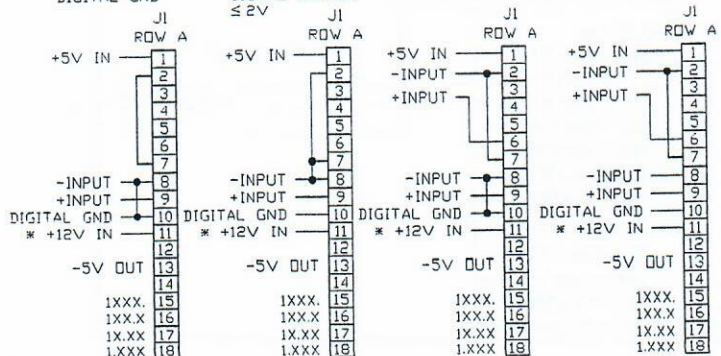 DIGITAL GND
≤ 2V
J1
ROW A
+5V IN 1
2
3
4
5
6
7
-INPUT 8
+INPUT 9
DIGITAL GND 10
* +12V IN 11
12
-5V OUT 13
14
1XXX. 15
1XX.X 16
1X.XX 17
1.XXX 18
J1
ROW A
+5V IN 1
2
3
4
5
6
7
-INPUT 8
+INPUT 9
DIGITAL GND 10
* +12V IN 11
12
-5V OUT 13
14
1XXX. 15
1XX.X 16
1X.XX 17
1.XXX 18
J1
ROW A
+5V IN 1
-INPUT 2
+INPUT 3
4
5
6
7
-INPUT 8
+INPUT 9
DIGITAL GND 10
* +12V IN 11
12
-5V OUT 13
14
1XXX. 15
1XX.X 16
1X.XX 17
1.XXX 18
J1
ROW A
+5V IN 1
-INPUT 2
+INPUT 3
4
5
6
7
-INPUT 8
+INPUT 9
DIGITAL GND 10
* +12V IN 11
12
-5V OUT 13
14
1XXX. 15
1XX.X 16
1X.XX 17
1.XXX 18